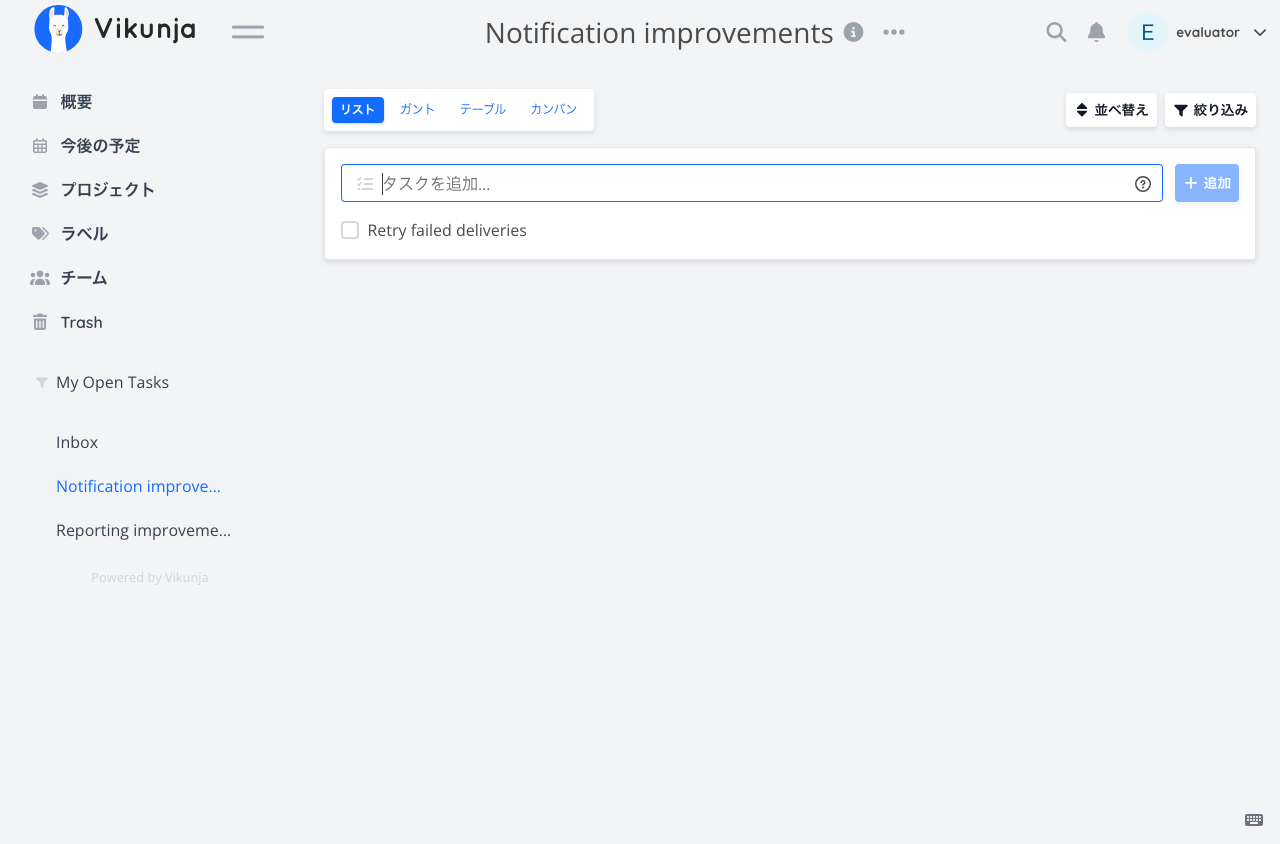 Vikunja
Notification improvements
E
evaluator
概要
今後の予定
プロジェクト
ラベル
チーム
Trash
My Open Tasks
Inbox
Notification improve...
Reporting improveme...
Powered by Vikunja
リスト ガント テーブル カンバン
並べ替え
絞り込み
タスクを追加...
追加
Retry failed deliveries